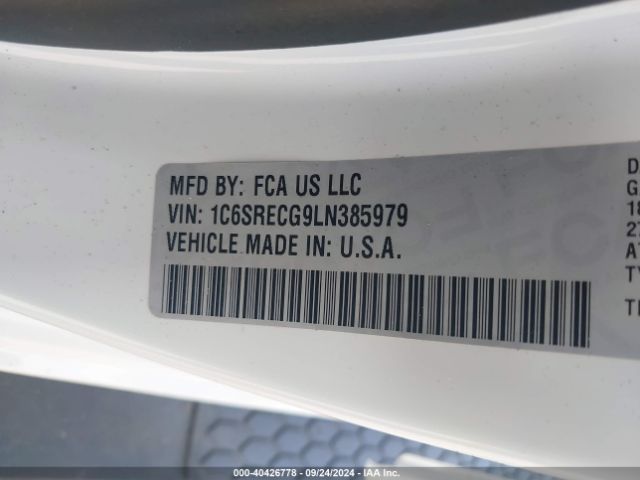 MFD BY: FCA US LLC
VIN: 1C6SRECG9LN385979
VEHICLE MADE IN: U.S.A.
000-40426778 - 09/24/2024 - IAA Inc.